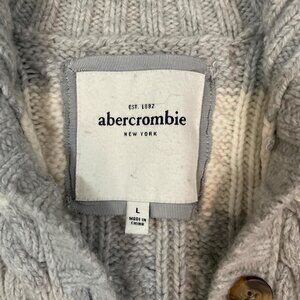 EST. 1892
abercrombie
NEW YORK
L
MADE IN
CHINA